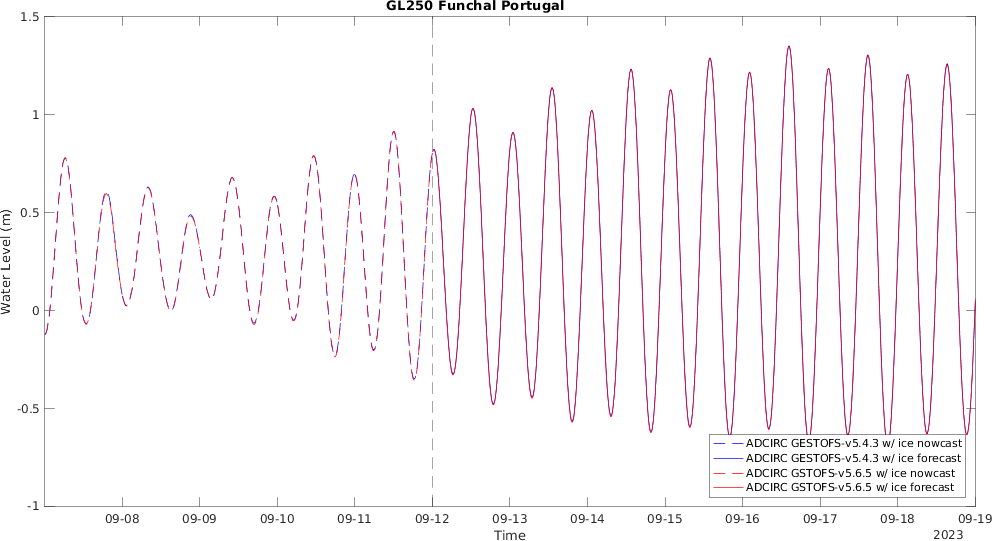 GL250 Funchal Portugal
1.5
1
0.5
0
-0.5
-1
Water Level (m)
ADCIRC GESTOFS-v5.4.3 w/ ice nowcast
ADCIRC GESTOFS-v5.4.3 w/ ice forecast
ADCIRC GSTOFS-v5.6.5 w/ ice nowcast
ADCIRC GSTOFS-v5.6.5 w/ ice forecast
09-08 09-09 09-10 09-11 09-12 09-13 09-14 09-15 09-16 09-17 09-18 09-19
Time
2023